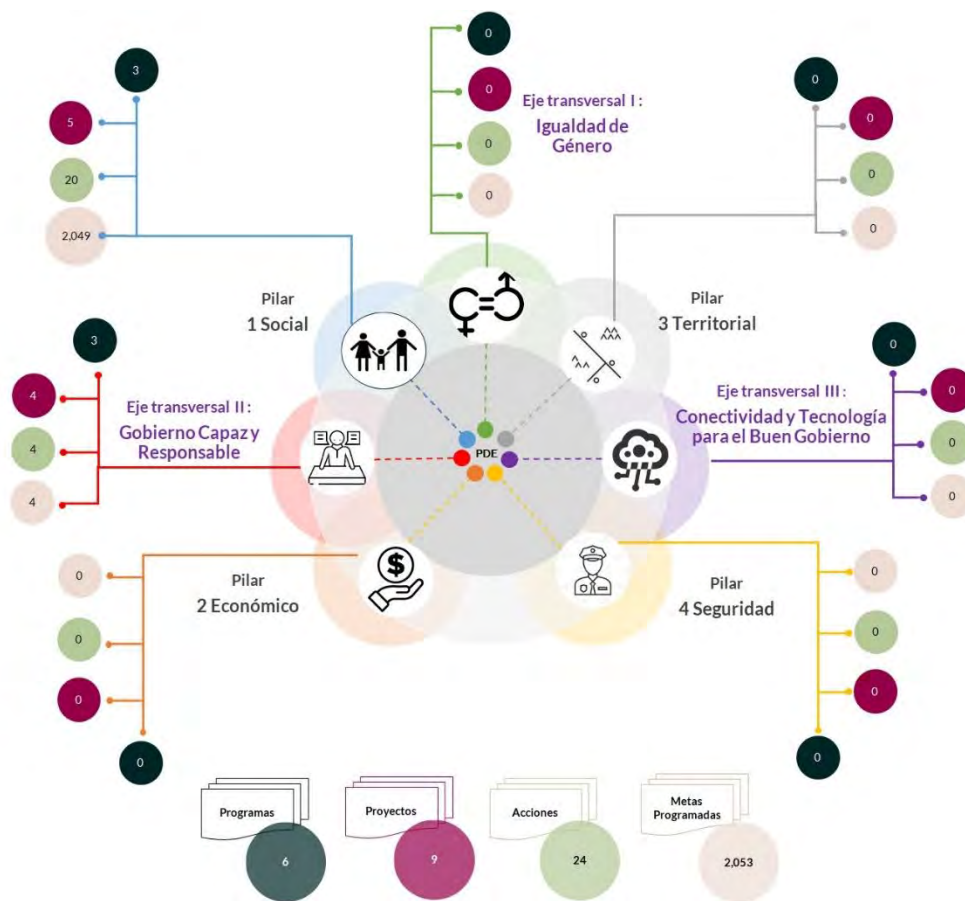 0
0
0
0
Eje transversal I :
Igualdad de
Género
3
5
20
2,049
0
0
0
0
Pilar
1 Social
Pilar
3 Territorial
3
4
4
4
Eje transversal II :
Gobierno Capaz y
Responsable
PDE
Eje transversal III :
Conectividad y Tecnología
para el Buen Gobierno
0
0
0
0
Pilar
2 Económico
0
0
0
0
$
Pilar
4 Seguridad
0
0
0
0
Programas
6
Proyectos
9
Acciones
24
Metas
Programadas
2,053